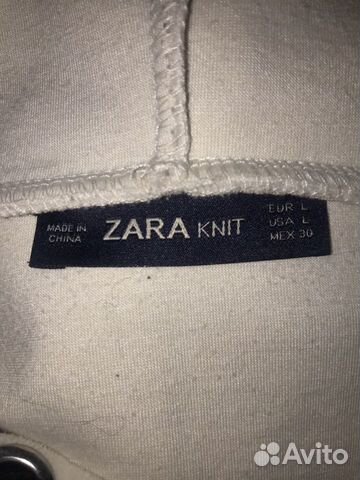 MADE IN
CHINA
ZARA KNIT
EUR L
USA L
MEX 30
Avito